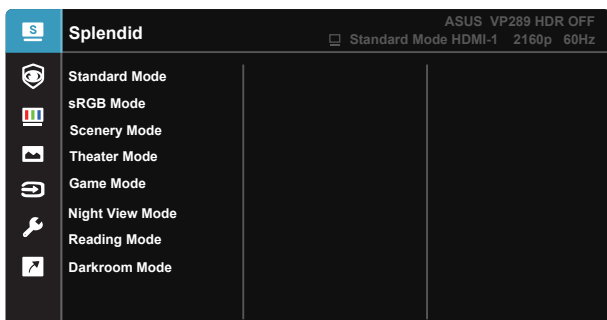 S
Splendid
ASUS VP289 HDR OFF
Standard Mode HDMI-1 2160p 60Hz
Standard Mode
sRGB Mode
Scenery Mode
Theater Mode
Game Mode
Night View Mode
Reading Mode
Darkroom Mode